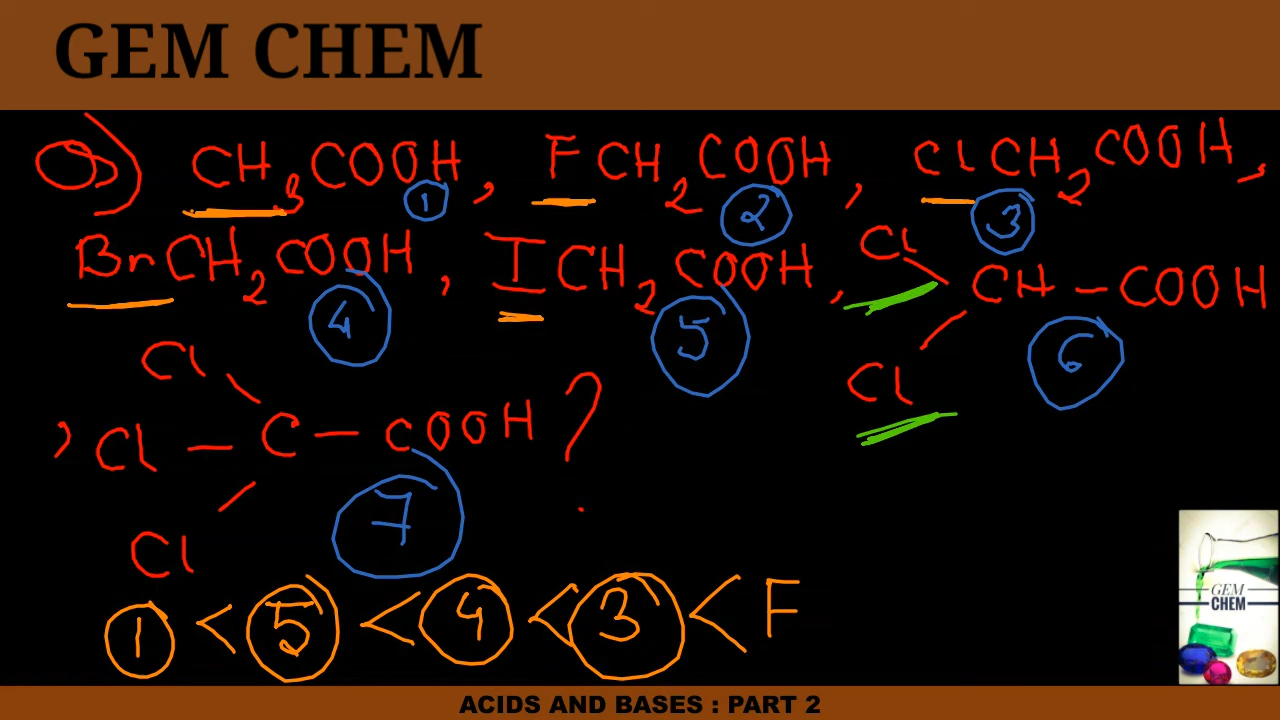 GEM CHEM
Q) CH3COOH, FCH2COOH, ClCH2COOH,
1 2 3
BrCH2COOH, ICH2COOH, Cl
CH-COOH
4 5 6
Cl
Cl
, Cl - C - COOH ?
7
Cl
1 < 5 < 4 < 3 < F
GEM
CHEM
ACIDS AND BASES : PART 2